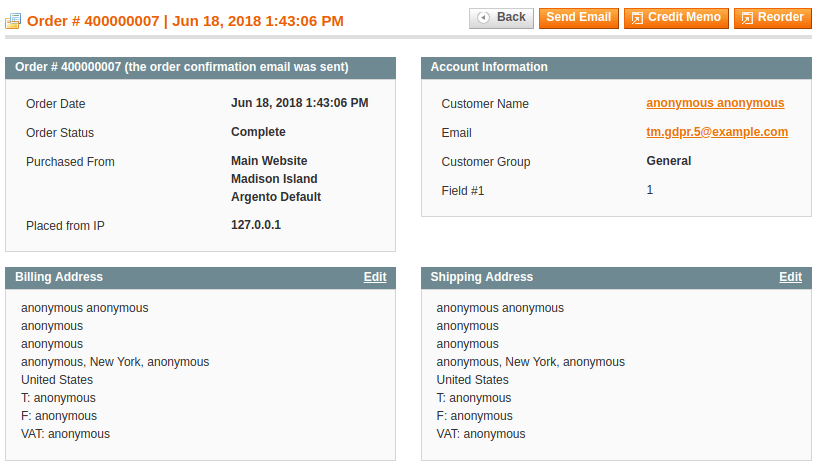 Order # 400000007 | Jun 18, 2018 1:43:06 PM
Back
Send Email
Credit Memo
Reorder
Order # 400000007 (the order confirmation email was sent)
Order Date Jun 18, 2018 1:43:06 PM
Order Status Complete
Purchased From Main Website
Madison Island
Argento Default
Placed from IP 127.0.0.1
Account Information
Customer Name anonymous anonymous
Email tm.gdpr.5@example.com
Customer Group General
Field #1 1
Billing Address Edit
anonymous anonymous
anonymous
anonymous
anonymous, New York, anonymous
United States
T: anonymous
F: anonymous
VAT: anonymous
Shipping Address Edit
anonymous anonymous
anonymous
anonymous
anonymous, New York, anonymous
United States
T: anonymous
F: anonymous
VAT: anonymous